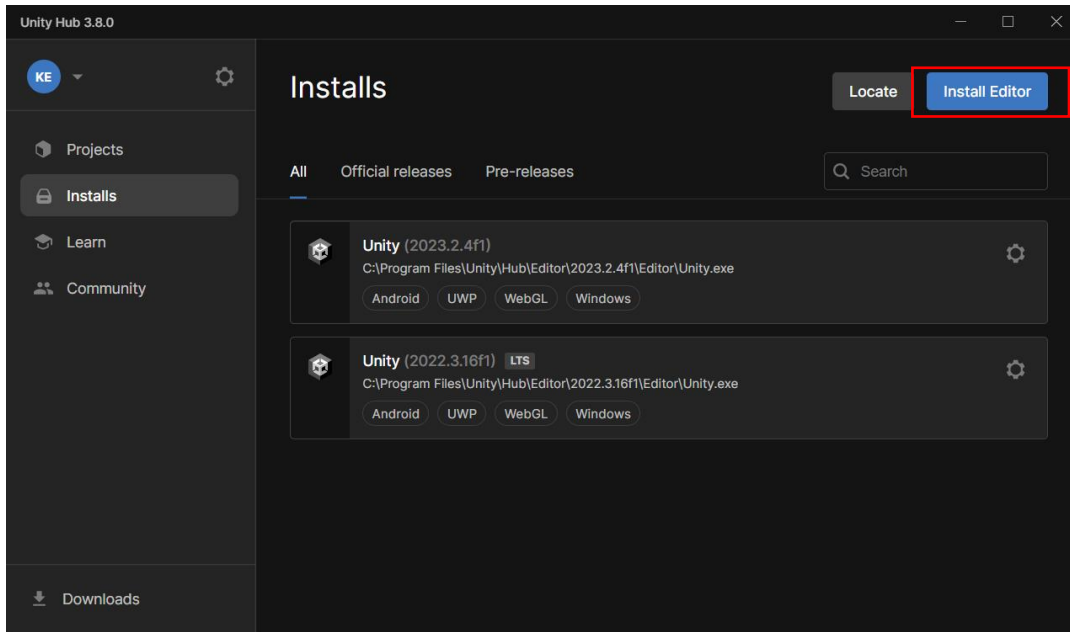 Unity Hub 3.8.0
KE
Projects
Installs
Learn
Community
Downloads
Installs
Locate
Install Editor
All
Official releases
Pre-releases
Search
Unity (2023.2.4f1)
C:\Program Files\Unity\Hub\Editor\2023.2.4f1\Editor\Unity.exe
Android UWP WebGL Windows
Unity (2022.3.16f1) LTS
C:\Program Files\Unity\Hub\Editor\2022.3.16f1\Editor\Unity.exe
Android UWP WebGL Windows